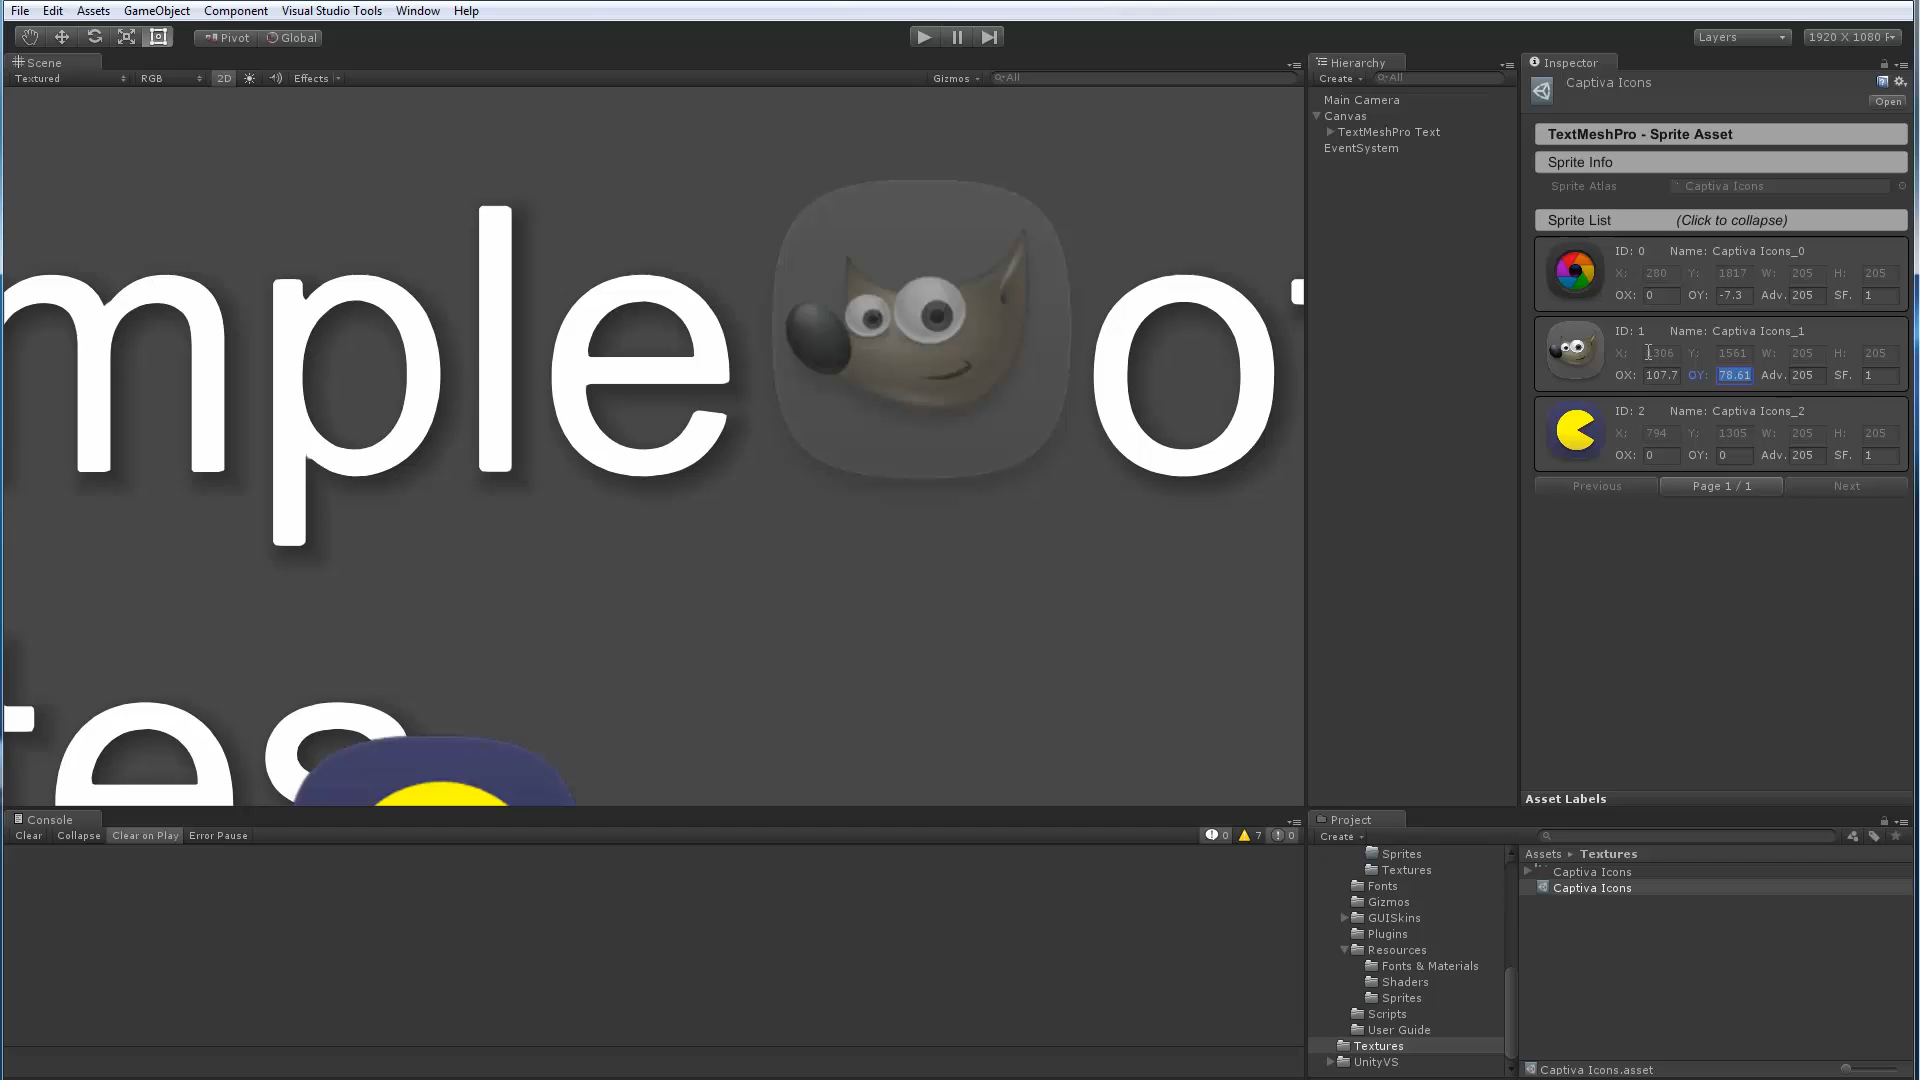 File Edit Assets GameObject Component Visual Studio Tools Window Help
Pivot Global Layers 1920 X 1080
Scene Hierarchy Inspector
Textured RGB 2D Effects Gizmos All Create All
Captiva Icons
Open
Main Camera
Canvas
TextMeshPro Text
EventSystem
TextMeshPro - Sprite Asset
Sprite Info
Sprite Atlas Captiva Icons
Sprite List (Click to collapse)
ID: 0 Name: Captiva Icons_0
X: 280 Y: 1817 W: 205 H: 205
OX: 0 OY: -7.3 Adv. 205 SF. 1
ID: 1 Name: Captiva Icons_1
X: 306 Y: 1561 W: 205 H: 205
OX: 107.7 OY: 78.61 Adv. 205 SF. 1
ID: 2 Name: Captiva Icons_2
X: 794 Y: 1305 W: 205 H: 205
OX: 0 OY: 0 Adv. 205 SF. 1
Previous Page 1 / 1 Next
mple o
es
Asset Labels
Console
Clear Collapse Clear on Play Error Pause 0 7 0
Project
Create
Sprites
Textures
Fonts
Gizmos
GUISkins
Plugins
Resources
Fonts & Materials
Shaders
Sprites
Scripts
User Guide
Textures
UnityVS
Assets Textures
Captiva Icons
Captiva Icons
Captiva Icons.asset